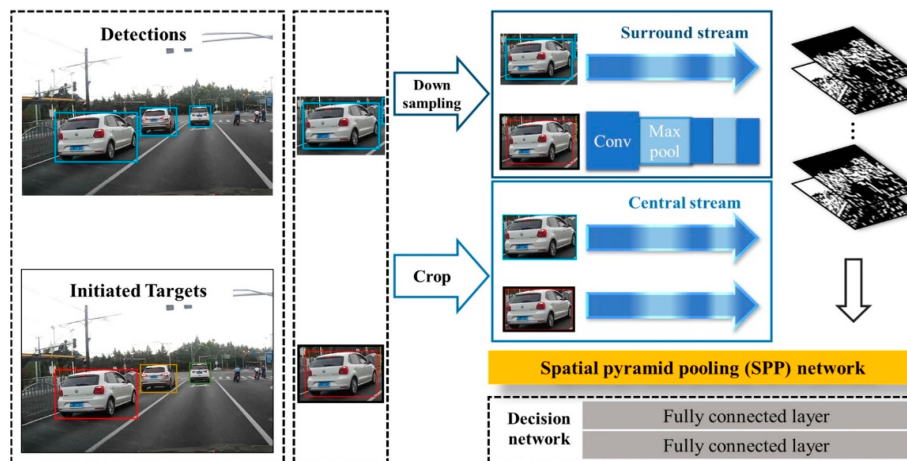 Detections
Initiated Targets
Down
sampling
Crop
Surround stream
Conv
Max
pool
Central stream
Spatial pyramid pooling (SPP) network
Decision
network
Fully connected layer
Fully connected layer